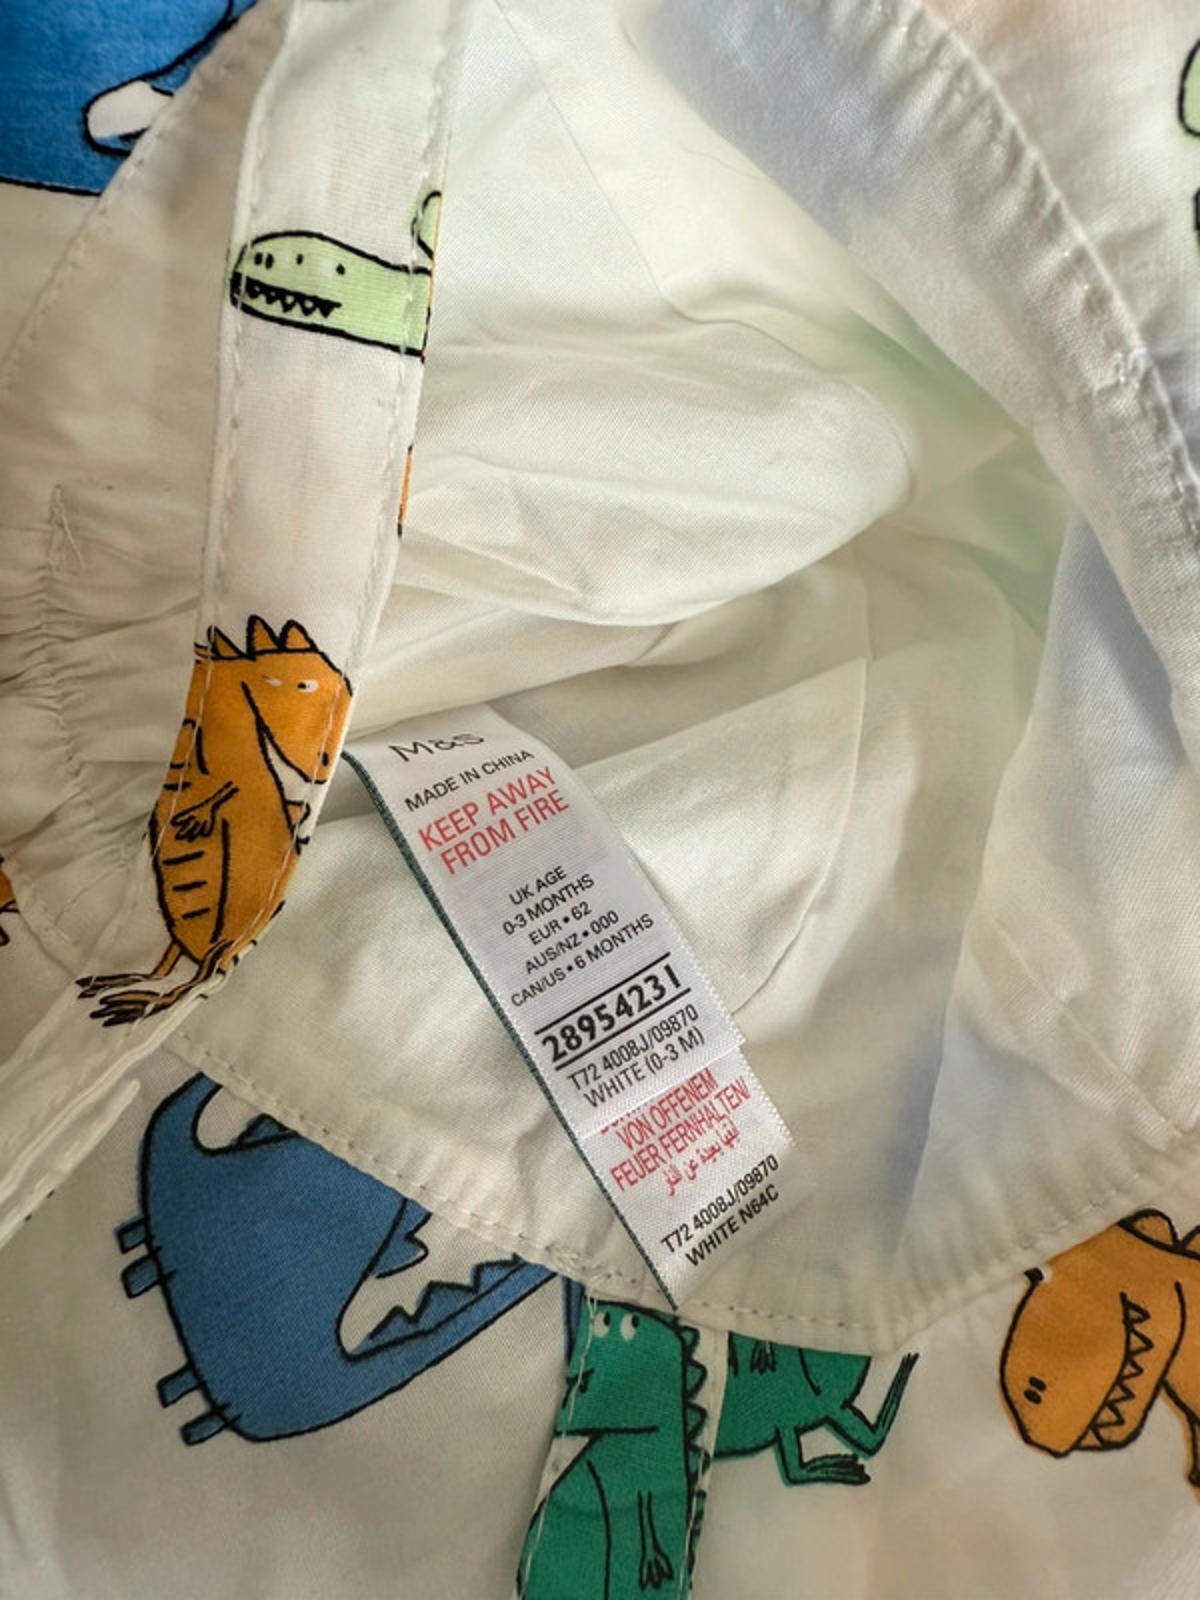 M&S
MADE IN CHINA
KEEP AWAY
FROM FIRE
UK AGE
0-3 MONTHS
EUR • 62
AUS/NZ • 000
CAN/US • 6 MONTHS
28954231
T72 4008J/09870
WHITE (0-3 M)
VON OFFENEM
FEUER FERNHALTEN!
عن النار
T72 4008J/09870
WHITE N64C